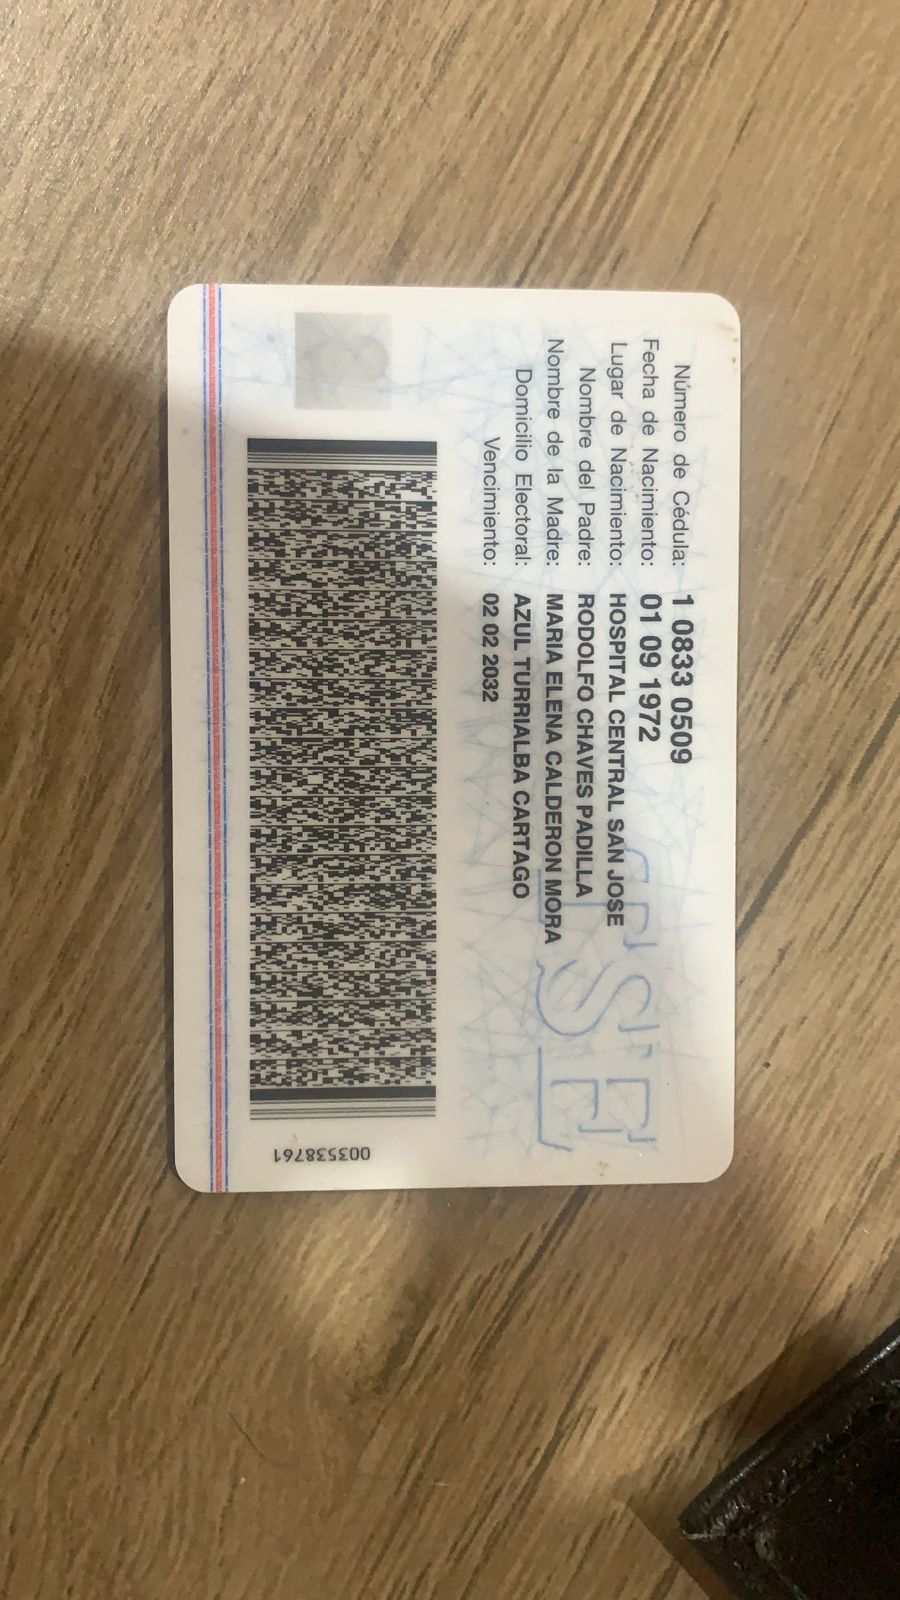 Número de Cédula: 1 0833 0509
Fecha de Nacimiento: 01 09 1972
Lugar de Nacimiento: HOSPITAL CENTRAL SAN JOSE
Nombre del Padre: RODOLFO CHAVES PADILLA
Nombre de la Madre: MARIA ELENA CALDERON MORA
Domicilio Electoral: AZUL TURRIALBA CARTAGO
Vencimiento: 02 02 2032
003538761